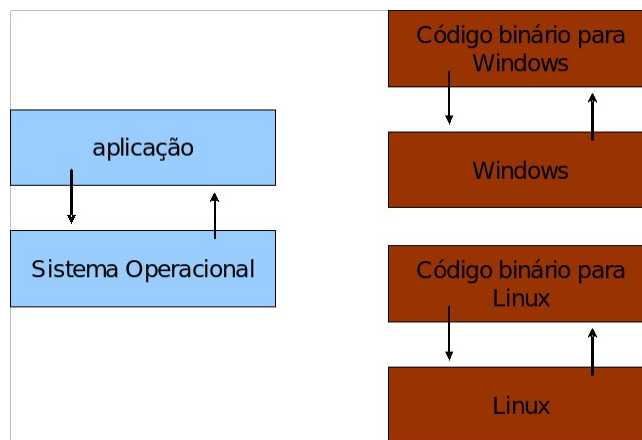 aplicação
Sistema Operacional
Código binário para
Windows
Windows
Código binário para
Linux
Linux